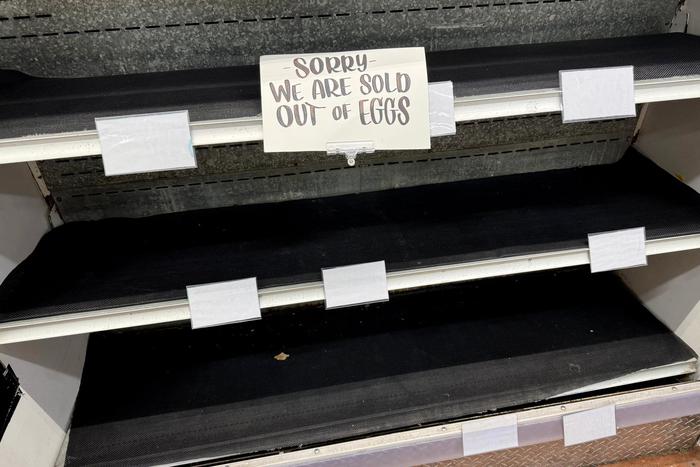 -SORRY-
WE ARE SOLD
OUT OF EGGS